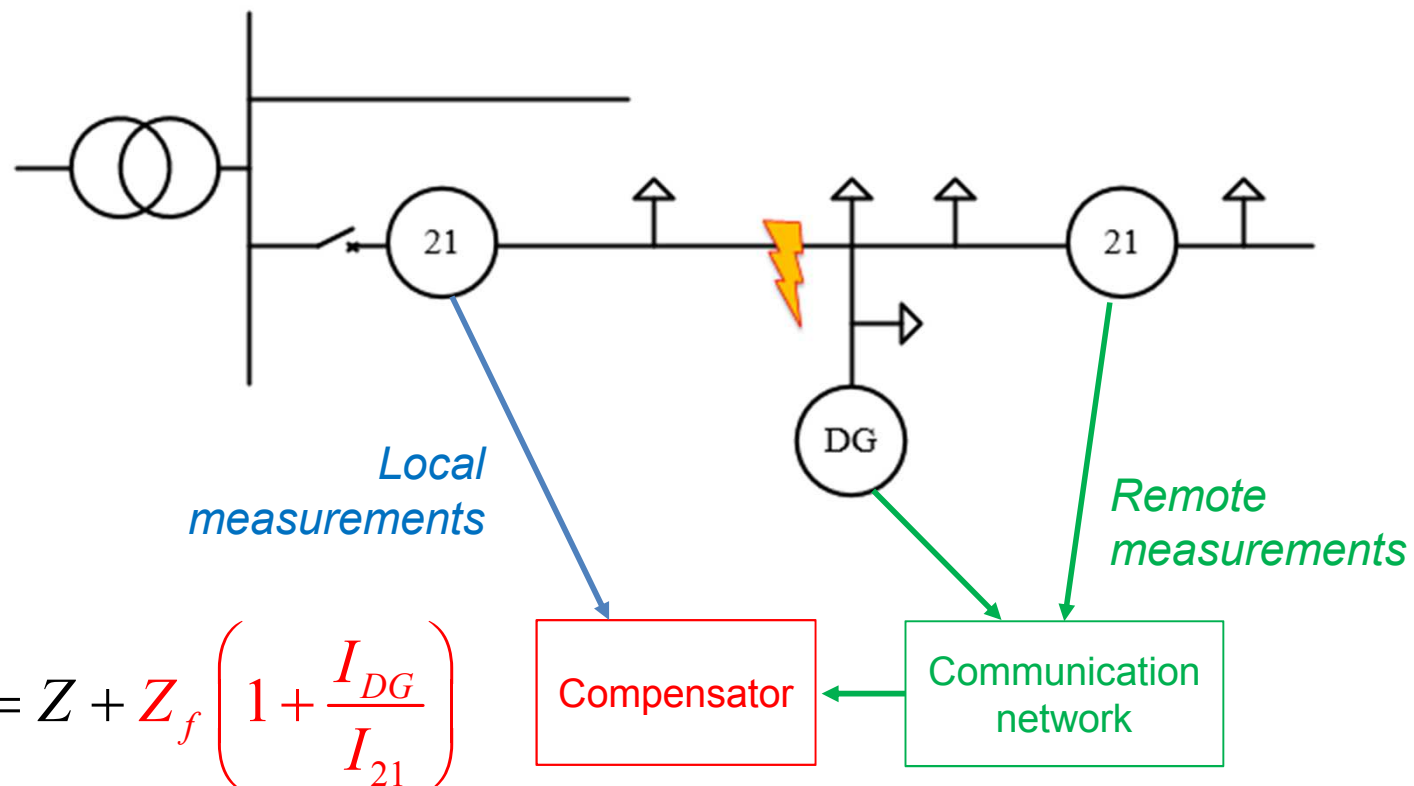 21
21
DG
Local
measurements
Remote
measurements
= Z + Z_f ( 1 + I_DG / I_21 )
Compensator
Communication
network